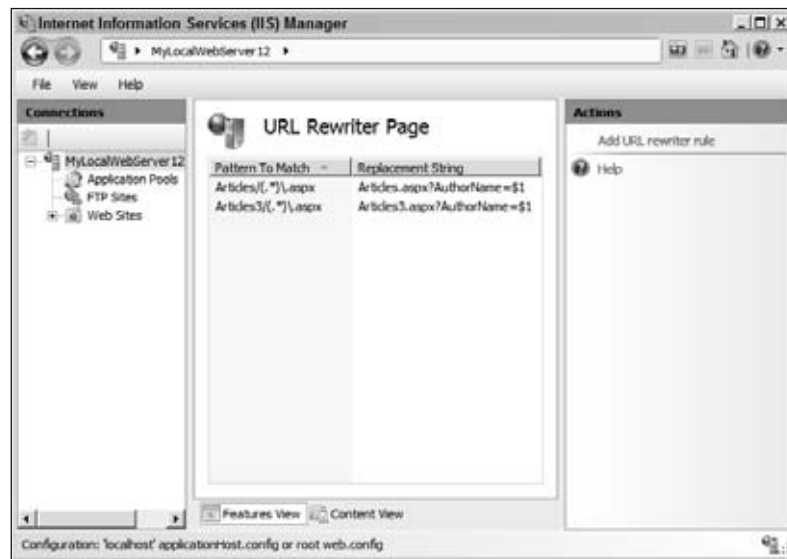 Internet Information Services (IIS) Manager
MyLocalWebServer12
File View Help
Connections
MyLocalWebServer12
Application Pools
FTP Sites
Web Sites
URL Rewriter Page
Pattern To Match Replacement String
Articles/(.*)\.aspx Articles.aspx?AuthorName=$1
Articles3/(.*)\.aspx Articles3.aspx?AuthorName=$1
Actions
Add URL rewriter rule
Help
Features View Content View
Configuration: 'localhost' applicationHost.config or root web.config